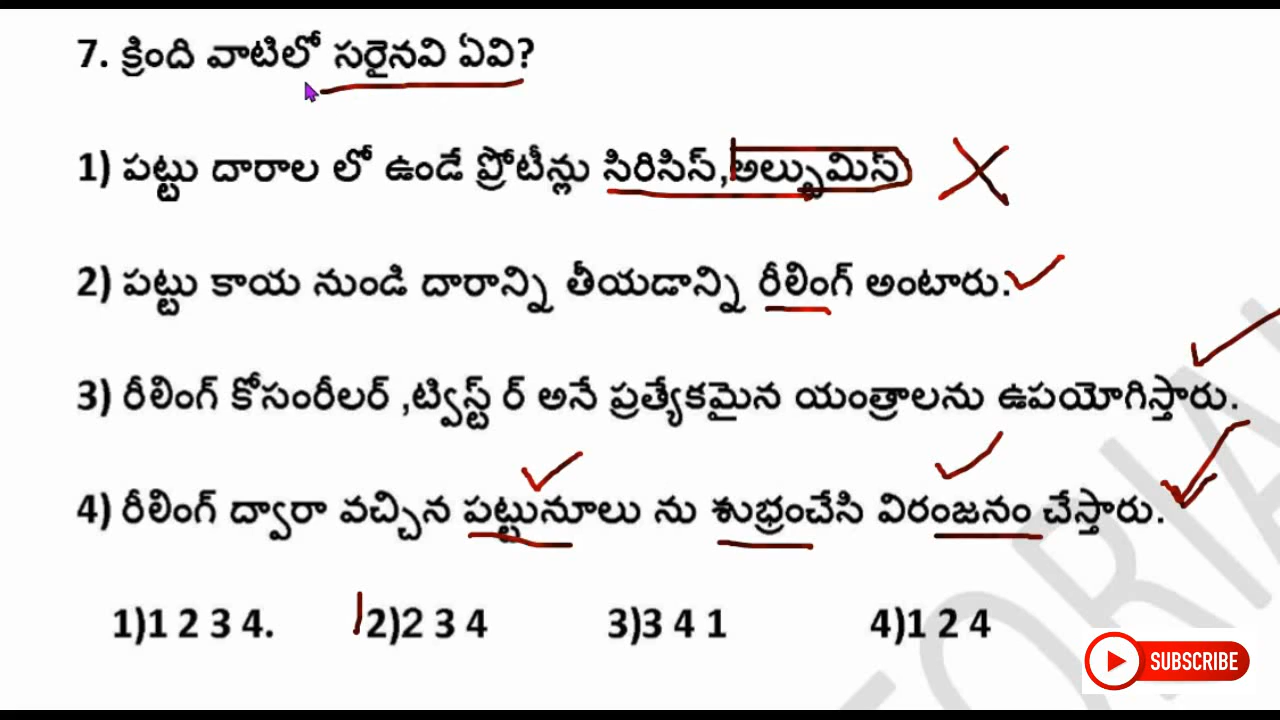 7. క్రింది వాటిలో సరైనవి ఏవి?
1) పట్టు దారాల లో ఉండే ప్రోటీన్లు సిరిసిస్,అల్బ్బుమిస్
2) పట్టు కాయ నుండి దారాన్ని తీయడాన్ని రీలింగ్ అంటారు.
3) రీలింగ్ కోసంరీలర్ ,ట్విస్ట్ ర్ అనే ప్రత్యేకమైన యంత్రాలను ఉపయోగిస్తారు.
4) రీలింగ్ ద్వారా వచ్చిన పట్టునూలు ను శుభ్రంచేసి విరంజనం చేస్తారు.
1)1 2 3 4. 2)2 3 4 3)3 4 1 4)1 2 4
SUBSCRIBE